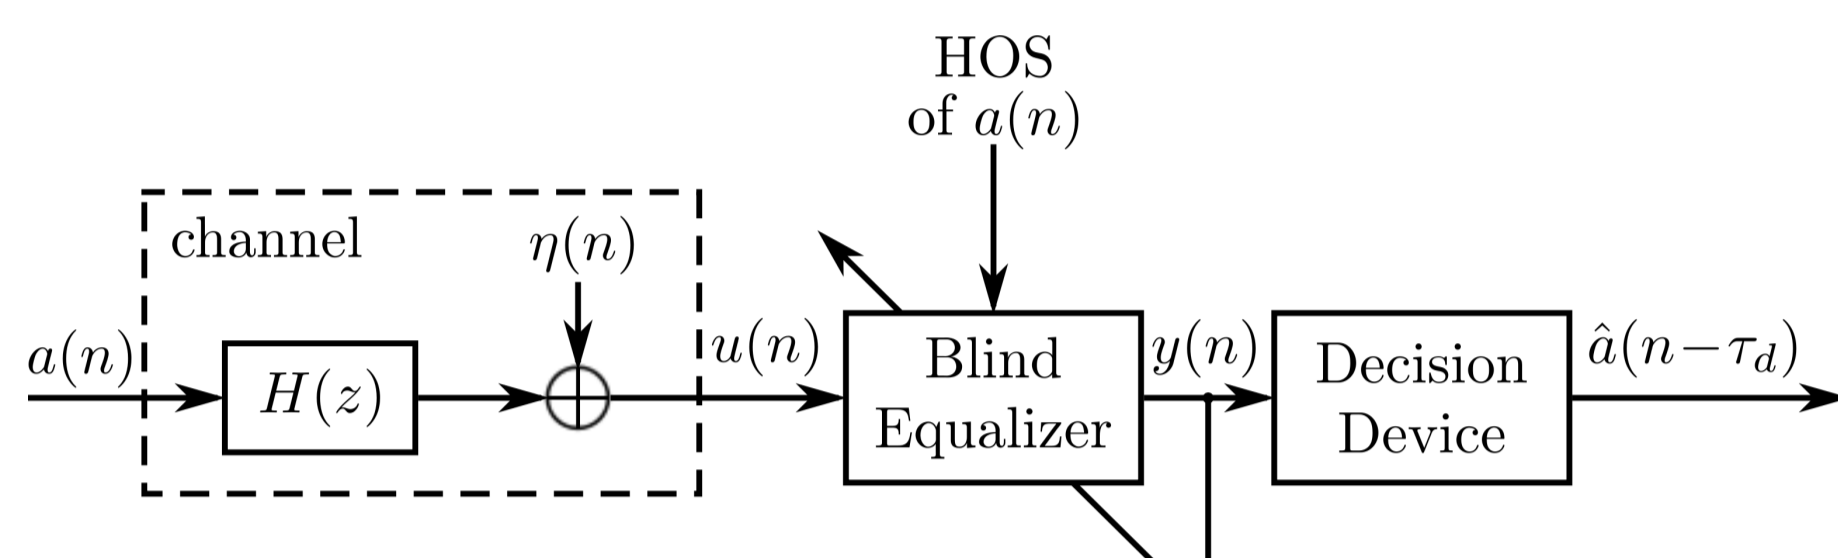 HOS
of a(n)
channel
η(n)
a(n)
H(z)
u(n)
Blind
Equalizer
y(n)
Decision
Device
â(n−τ_d)